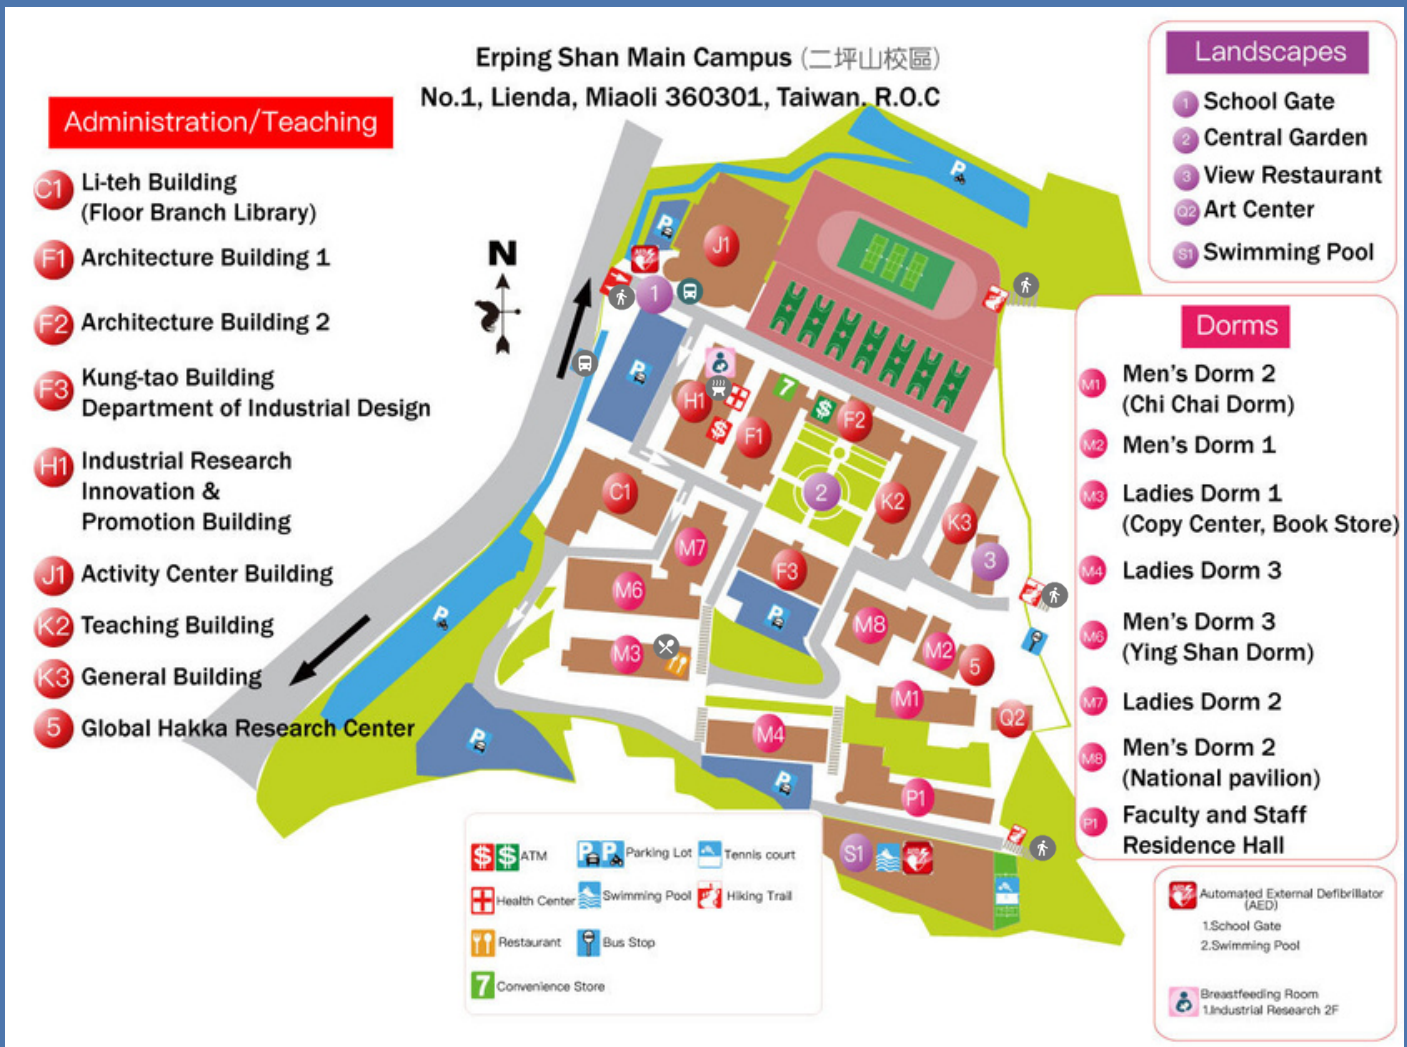 Erping Shan Main Campus (二坪山校區)
No.1, Lienda, Miaoli 360301, Taiwan. R.O.C
Administration/Teaching
C1 Li-teh Building
(Floor Branch Library)
F1 Architecture Building 1
F2 Architecture Building 2
F3 Kung-tao Building
Department of Industrial Design
H1 Industrial Research
Innovation &
Promotion Building
J1 Activity Center Building
K2 Teaching Building
K3 General Building
5 Global Hakka Research Center
Landscapes
1 School Gate
2 Central Garden
3 View Restaurant
Q2 Art Center
S1 Swimming Pool
Dorms
M1 Men's Dorm 2
(Chi Chai Dorm)
M2 Men's Dorm 1
M3 Ladies Dorm 1
(Copy Center, Book Store)
M4 Ladies Dorm 3
M6 Men's Dorm 3
(Ying Shan Dorm)
M7 Ladies Dorm 2
M8 Men's Dorm 2
(National pavilion)
P1 Faculty and Staff
Residence Hall
N
P
P
J1
1
P
H1
7
$
F2
$
F1
2
K2
C1
K3
M7
3
F3
M6
P
P
M8
M3
M2
5
M1
Q2
P
M4
P
P1
S1
$ $ ATM
P P Parking Lot
Tennis court
Health Center
Swimming Pool
Hiking Trail
Restaurant
Bus Stop
7 Convenience Store
Automated External Defibrillator
(AED)
1.School Gate
2.Swimming Pool
Breastfeeding Room
1.Industrial Research 2F